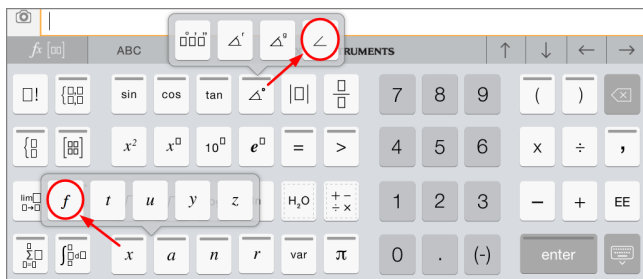 □°□'□" ∠ʳ ∠ᵍ ∠
fx [▯▯] ABC RUMENTS ↑ ↓ ← →
▯! {▯,▯ ▯,▯ sin cos tan ∠° |▯| ▯/▯ 7 8 9 ( )
{▯ ▯ [▯▯] x² x▯ 10▯ e▯ = > 4 5 6 x ÷ ,
lim▯ ▯→▯ f t u y z H₂O + − ÷ × 1 2 3 − + EE
▯ Σ▯ ▯=▯ ∫▯▯d▯ x a n r var π 0 . (-) enter